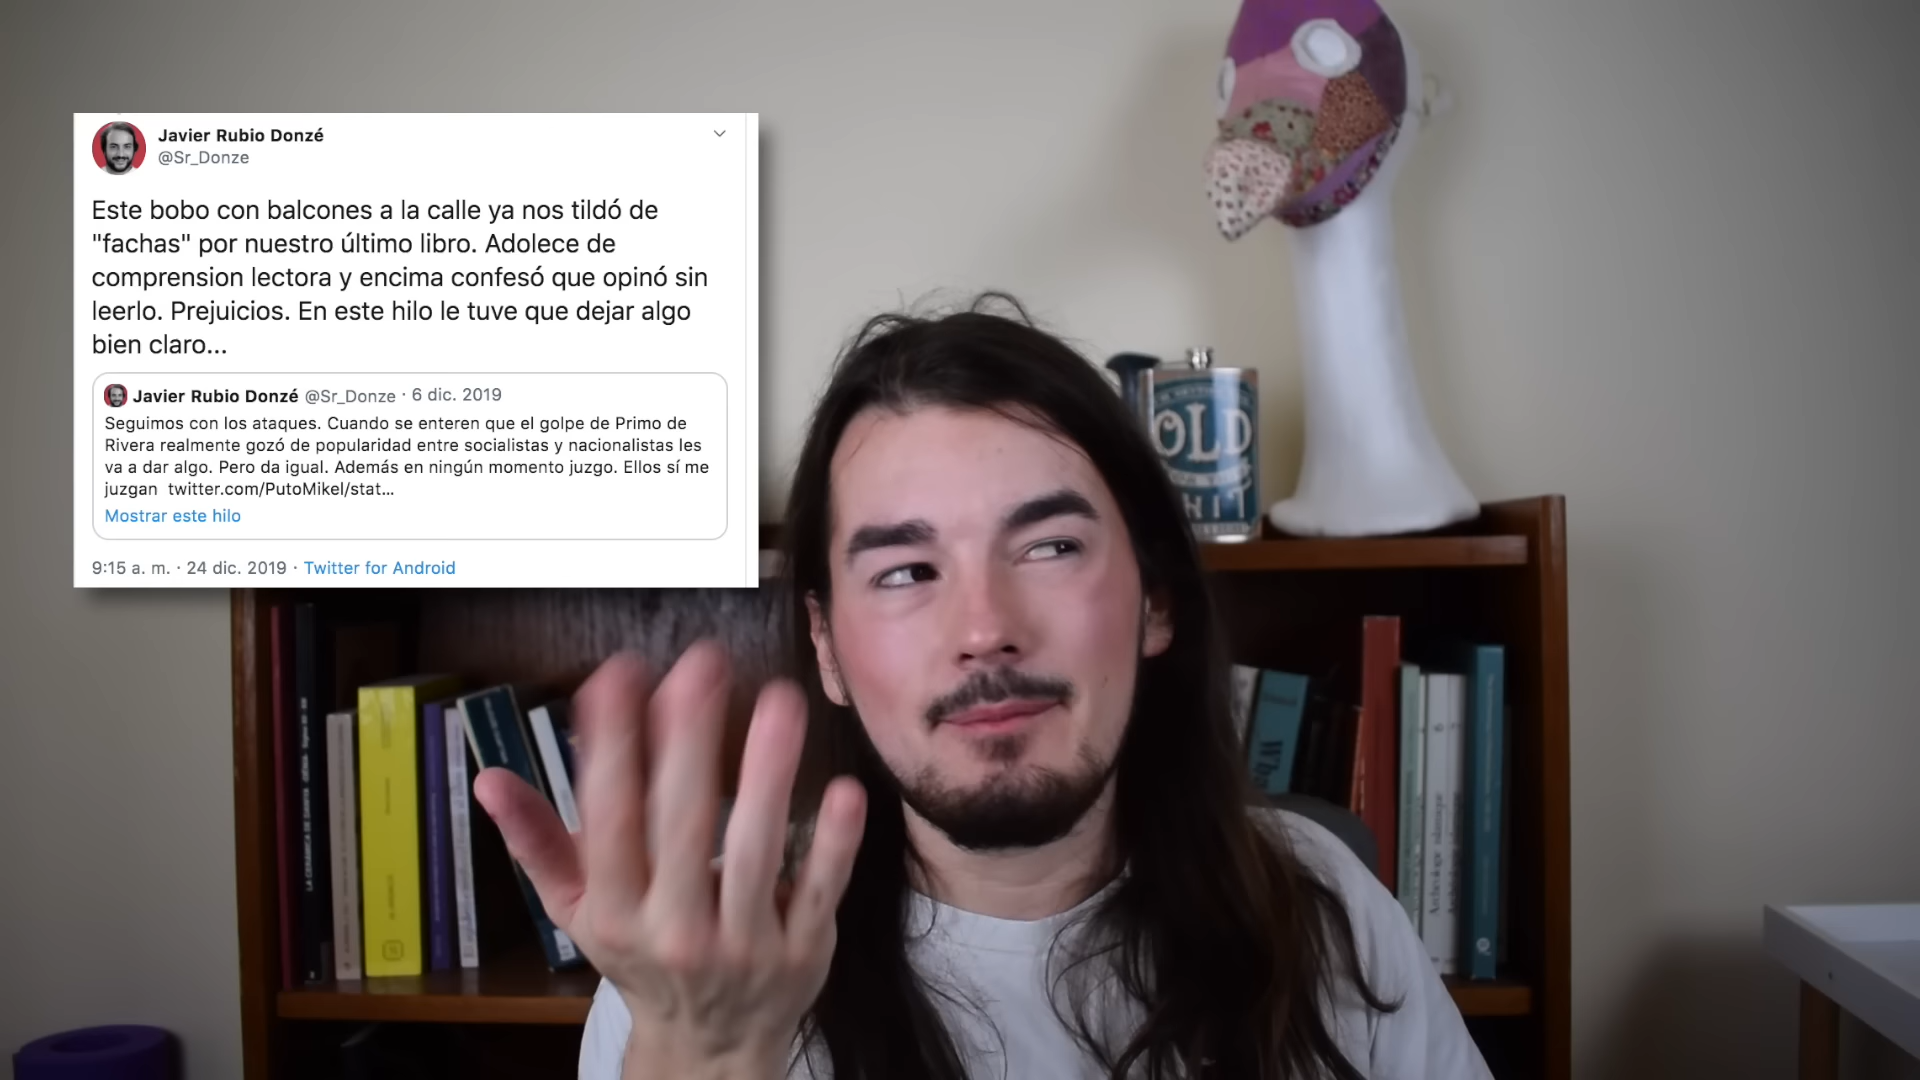 Javier Rubio Donzé
@Sr_Donze
Este bobo con balcones a la calle ya nos tildó de
"fachas" por nuestro último libro. Adolece de
comprension lectora y encima confesó que opinó sin
leerlo. Prejuicios. En este hilo le tuve que dejar algo
bien claro...
Javier Rubio Donzé @Sr_Donze · 6 dic. 2019
Seguimos con los ataques. Cuando se enteren que el golpe de Primo de
Rivera realmente gozó de popularidad entre socialistas y nacionalistas les
va a dar algo. Pero da igual. Además en ningún momento juzgo. Ellos sí me
juzgan twitter.com/PutoMikel/stat...
Mostrar este hilo
9:15 a. m. · 24 dic. 2019 · Twitter for Android
OLD
HIT